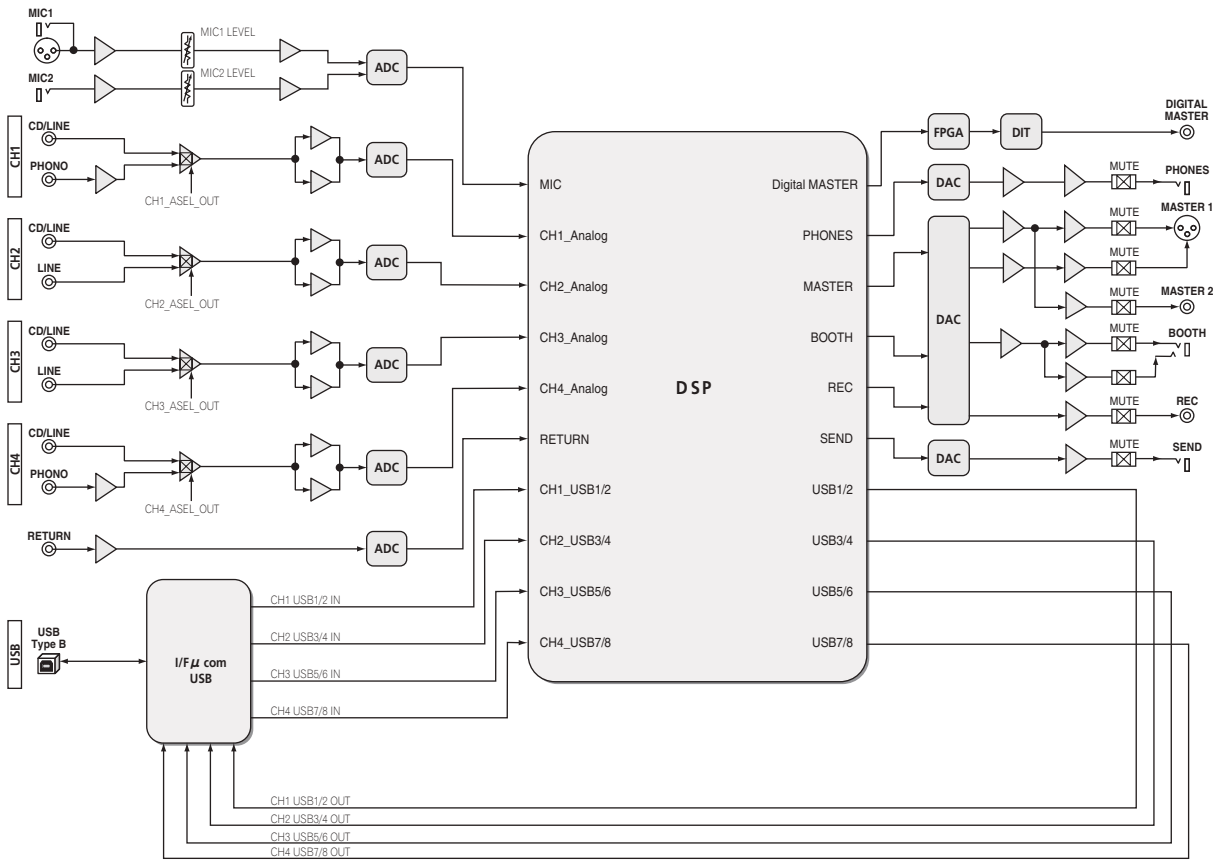 MIC1
MIC1 LEVEL
MIC2
MIC2 LEVEL
ADC
CH1
CD/LINE
PHONO
CH1_ASEL_OUT
ADC
CH2
CD/LINE
LINE
CH2_ASEL_OUT
ADC
CH3
CD/LINE
LINE
CH3_ASEL_OUT
ADC
CH4
CD/LINE
PHONO
CH4_ASEL_OUT
ADC
RETURN
ADC
USB
USB
Type B
I/F μ com
USB
CH1 USB1/2 IN
CH2 USB3/4 IN
CH3 USB5/6 IN
CH4 USB7/8 IN
DSP
MIC
CH1_Analog
CH2_Analog
CH3_Analog
CH4_Analog
RETURN
CH1_USB1/2
CH2_USB3/4
CH3_USB5/6
CH4_USB7/8
Digital MASTER
PHONES
MASTER
BOOTH
REC
SEND
USB1/2
USB3/4
USB5/6
USB7/8
FPGA
DIT
DIGITAL
MASTER
DAC
MUTE
PHONES
DAC
MUTE
MASTER 1
MUTE
MUTE
MASTER 2
MUTE
BOOTH
MUTE
REC
DAC
MUTE
SEND
CH1 USB1/2 OUT
CH2 USB3/4 OUT
CH3 USB5/6 OUT
CH4 USB7/8 OUT